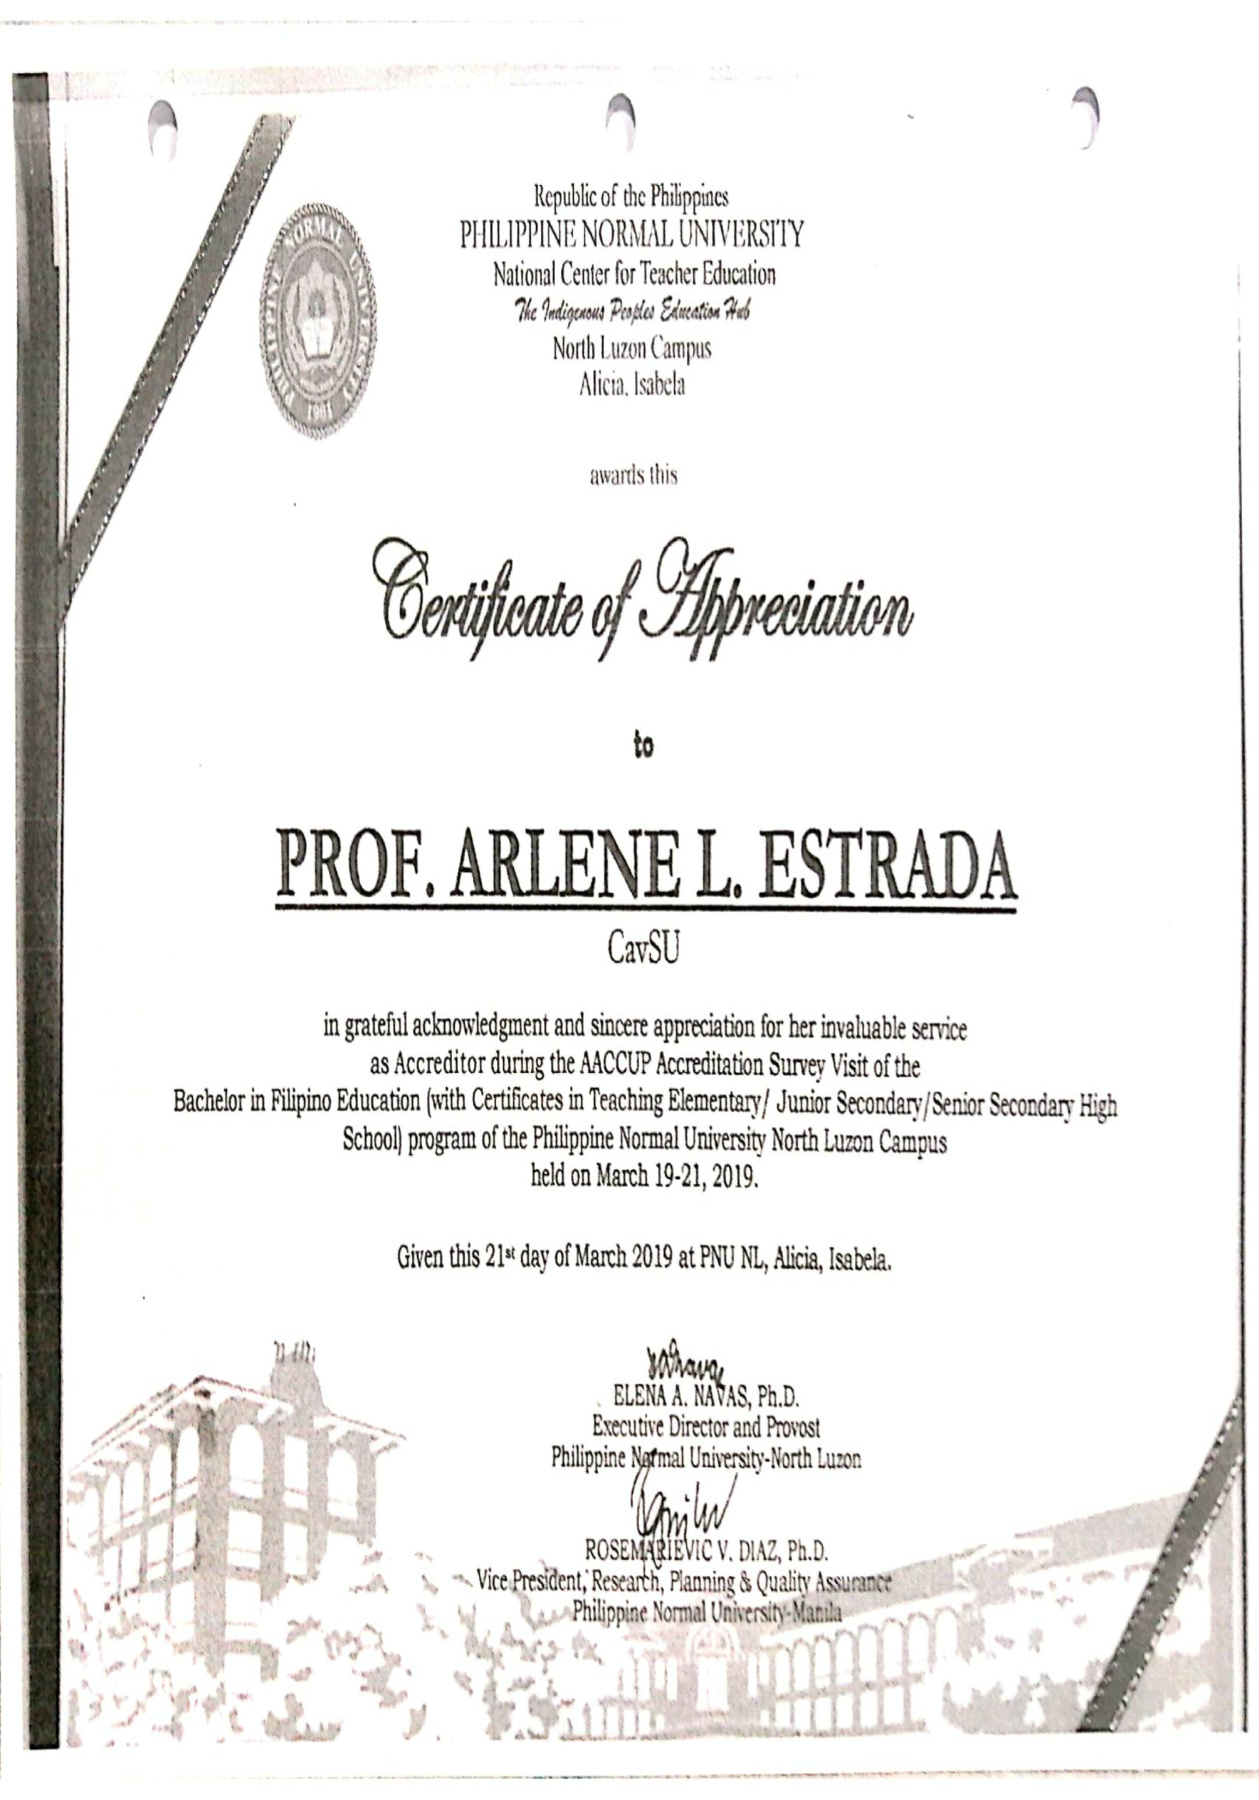 Republic of the Philippines
PHILIPPINE NORMAL UNIVERSITY
National Center for Teacher Education
The Indigenous Peoples Education Hub
North Luzon Campus
Alicia, Isabela
PHILIPPINE NORMAL UNIVERSITY
1901
awards this
Certificate of Appreciation
to
PROF. ARLENE L. ESTRADA
CavSU
in grateful acknowledgment and sincere appreciation for her invaluable service
as Accreditor during the AACCUP Accreditation Survey Visit of the
Bachelor in Filipino Education (with Certificates in Teaching Elementary/ Junior Secondary/Senior Secondary High
School) program of the Philippine Normal University North Luzon Campus
held on March 19-21, 2019.
Given this 21st day of March 2019 at PNU NL, Alicia, Isabela.
ELENA A. NAVAS, Ph.D.
Executive Director and Provost
Philippine Normal University-North Luzon
ROSEMARIEVIC V. DIAZ, Ph.D.
Vice President, Research, Planning & Quality Assurance
Philippine Normal University-Manila